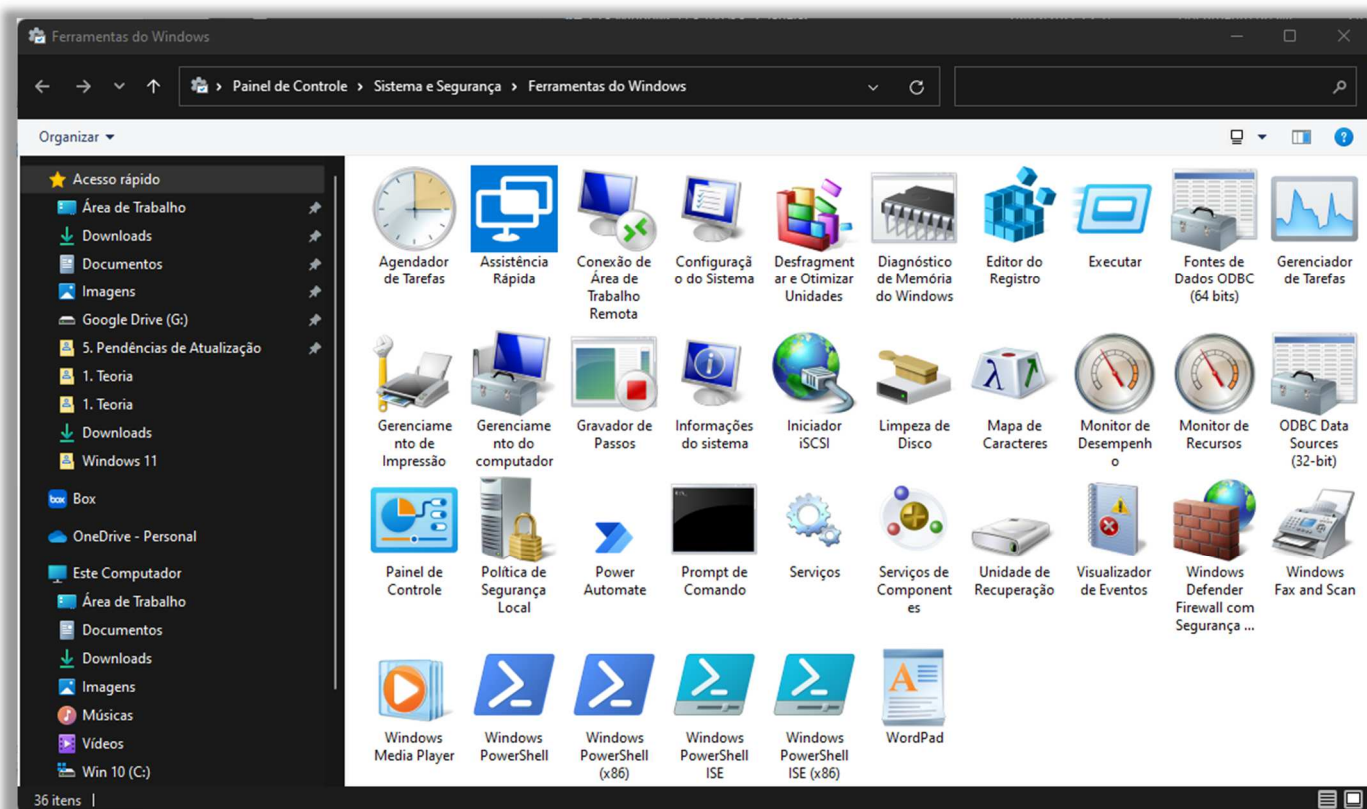 Ferramentas do Windows
Painel de Controle > Sistema e Segurança > Ferramentas do Windows
Organizar
Acesso rápido
Área de Trabalho
Downloads
Documentos
Imagens
Google Drive (G:)
5. Pendências de Atualização
1. Teoria
1. Teoria
Downloads
Windows 11
box Box
OneDrive - Personal
Este Computador
Área de Trabalho
Documentos
Downloads
Imagens
Músicas
Vídeos
Win 10 (C:)
Agendador
de Tarefas
Assistência
Rápida
Conexão de
Área de
Trabalho
Remota
Configuraçã
o do Sistema
Desfragment
ar e Otimizar
Unidades
Diagnóstico
de Memória
do Windows
Editor do
Registro
Executar
Fontes de
Dados ODBC
(64 bits)
Gerenciador
de Tarefas
Gerenciame
nto de
Impressão
Gerenciame
nto do
computador
Gravador de
Passos
Informações
do sistema
Iniciador
iSCSI
Limpeza de
Disco
Mapa de
Caracteres
Monitor de
Desempenh
o
Monitor de
Recursos
ODBC Data
Sources
(32-bit)
Painel de
Controle
Política de
Segurança
Local
Power
Automate
Prompt de
Comando
Serviços
Serviços de
Component
es
Unidade de
Recuperação
Visualizador
de Eventos
Windows
Defender
Firewall com
Segurança ...
Windows
Fax and Scan
Windows
Media Player
Windows
PowerShell
Windows
PowerShell
(x86)
Windows
PowerShell
ISE
Windows
PowerShell
ISE (x86)
WordPad
36 itens